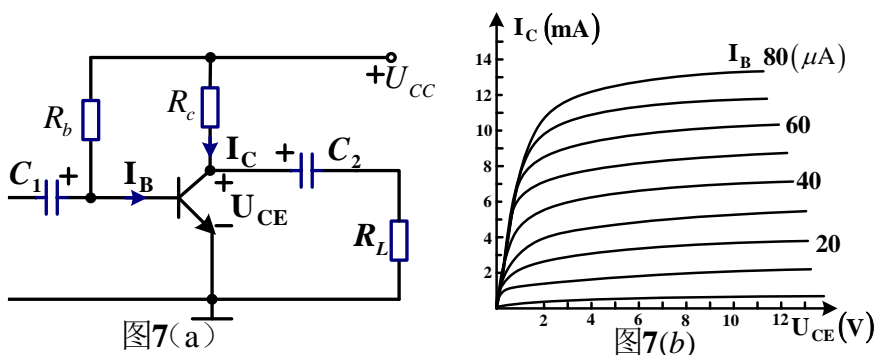 +U_CC
R_b
R_c
C_1 +
I_B
I_C
+ C_2
+
U_CE
−
R_L
图7(a)
I_C (mA)
I_B 80(μA)
14
12
10
8
6
4
2
60
40
20
2 4 6 8 10 12 U_CE(V)
图7(b)